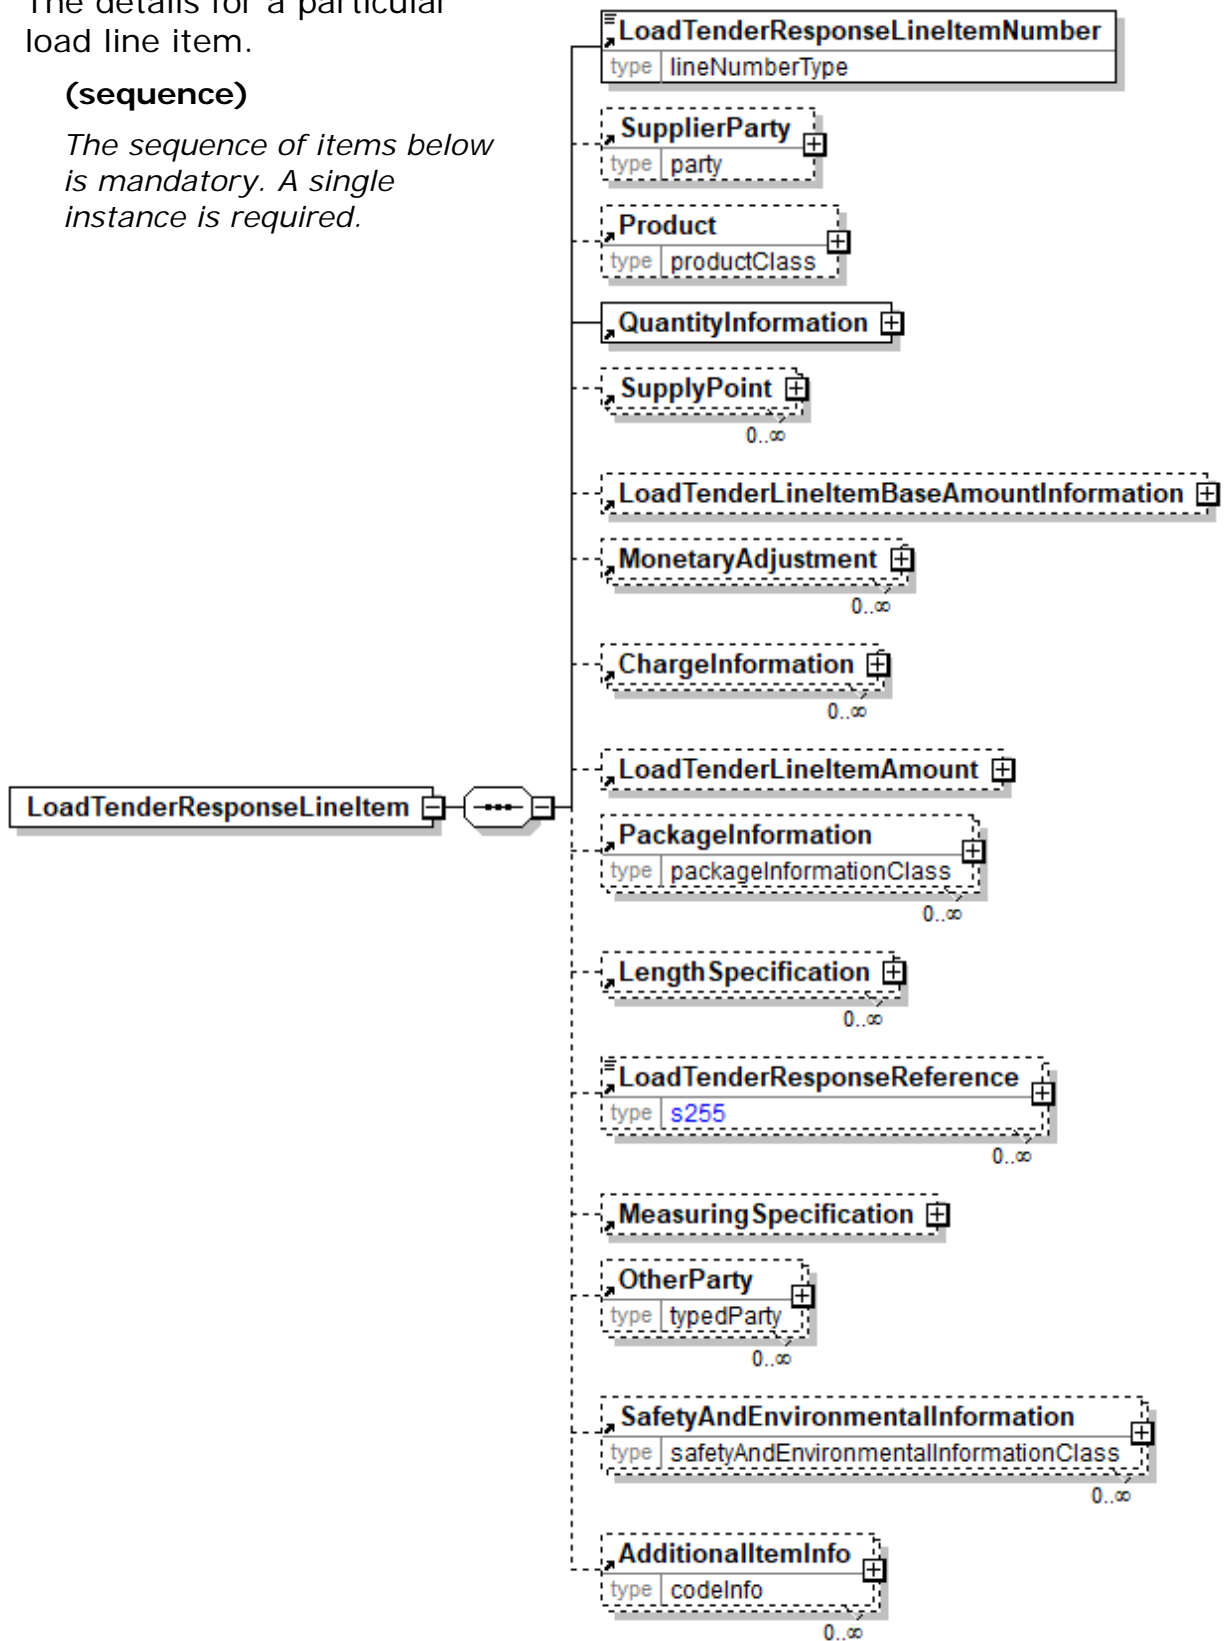 The details for a particular
load line item.
(sequence)
The sequence of items below
is mandatory. A single
instance is required.
LoadTenderResponseLineItem
LoadTenderResponseLineItemNumber
type lineNumberType
SupplierParty
type party
Product
type productClass
QuantityInformation
SupplyPoint
0..∞
LoadTenderLineItemBaseAmountInformation
MonetaryAdjustment
0..∞
ChargeInformation
0..∞
LoadTenderLineItemAmount
PackageInformation
type packageInformationClass
0..∞
LengthSpecification
0..∞
LoadTenderResponseReference
type s255
0..∞
MeasuringSpecification
OtherParty
type typedParty
0..∞
SafetyAndEnvironmentalInformation
type safetyAndEnvironmentalInformationClass
0..∞
AdditionalItemInfo
type codeInfo
0..∞